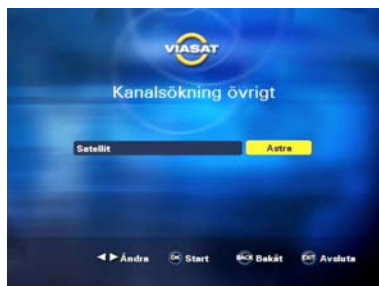 VIASAT
Kanalsökning övrigt
Satellit Astra
◄ ► Ändra OK Start BACK Bakåt EXIT Avsluta